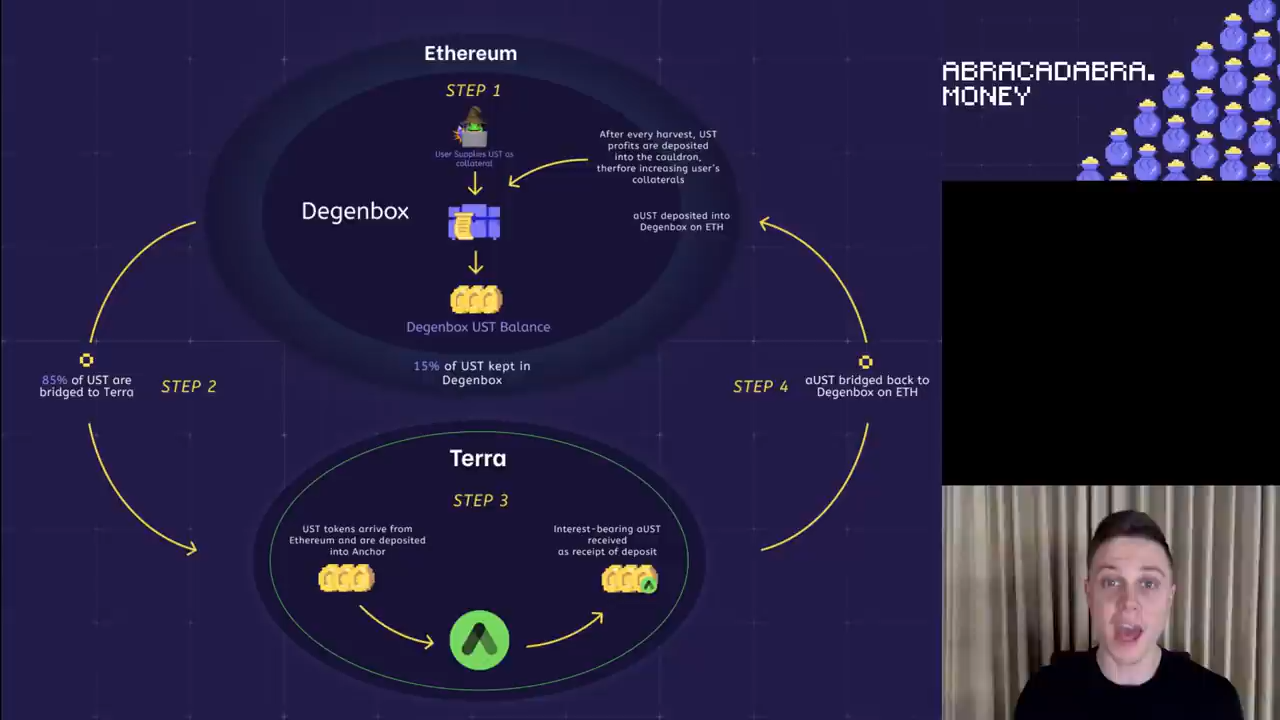 Ethereum
STEP 1
User Supplies UST as
collateral
After every harvest, UST
profits are deposited
into the cauldron,
therfore increasing user's
collaterals
Degenbox
aUST deposited into
Degenbox on ETH
Degenbox UST Balance
15% of UST kept in
Degenbox
85% of UST are
bridged to Terra
STEP 2
STEP 4
aUST bridged back to
Degenbox on ETH
Terra
STEP 3
UST tokens arrive from
Ethereum and are deposited
into Anchor
Interest-bearing aUST
received
as receipt of deposit
ABRACADABRA.
MONEY